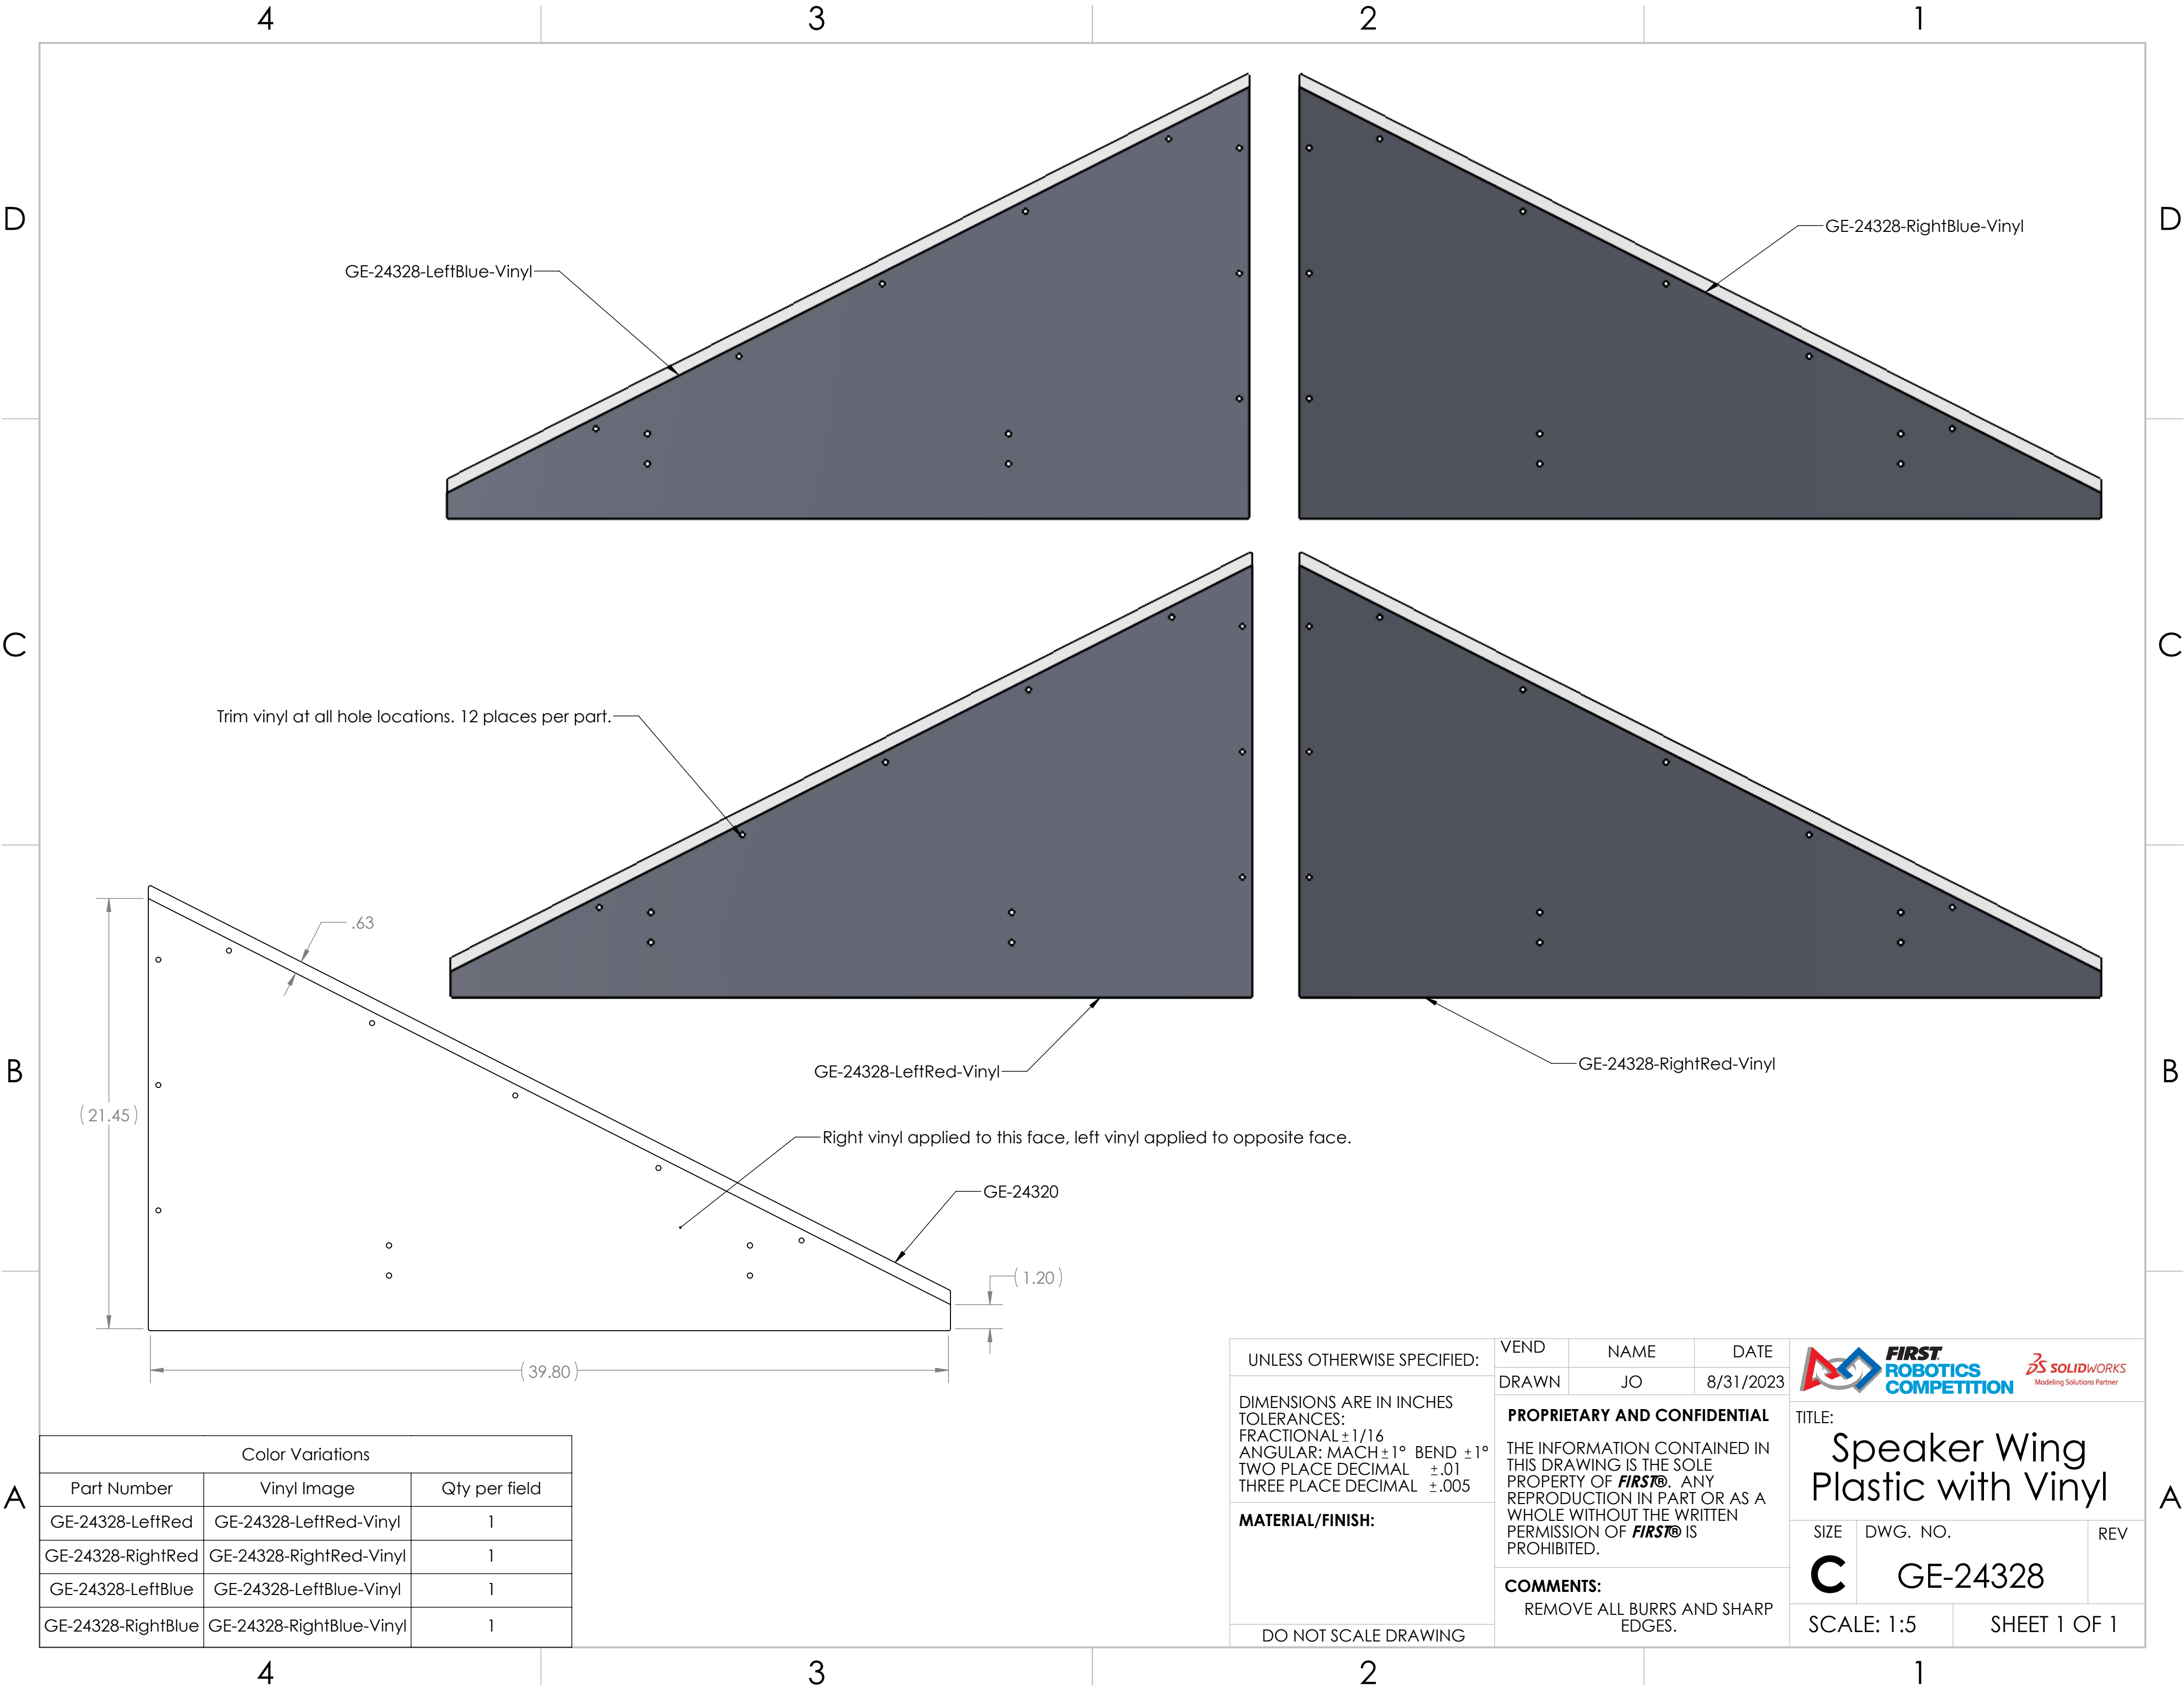 4 3 2 1
D D
GE-24328-LeftBlue-Vinyl
GE-24328-RightBlue-Vinyl
C C
Trim vinyl at all hole locations. 12 places per part.
.63
GE-24328-LeftRed-Vinyl
GE-24328-RightRed-Vinyl
B B
(21.45)
Right vinyl applied to this face, left vinyl applied to opposite face.
GE-24320
(1.20)
(39.80)
A A
Color Variations
Part Number Vinyl Image Qty per field
GE-24328-LeftRed GE-24328-LeftRed-Vinyl 1
GE-24328-RightRed GE-24328-RightRed-Vinyl 1
GE-24328-LeftBlue GE-24328-LeftBlue-Vinyl 1
GE-24328-RightBlue GE-24328-RightBlue-Vinyl 1
UNLESS OTHERWISE SPECIFIED:
DIMENSIONS ARE IN INCHES
TOLERANCES:
FRACTIONAL±1/16
ANGULAR: MACH±1° BEND ±1°
TWO PLACE DECIMAL ±.01
THREE PLACE DECIMAL ±.005
MATERIAL/FINISH:
DO NOT SCALE DRAWING
VEND NAME DATE
DRAWN JO 8/31/2023
PROPRIETARY AND CONFIDENTIAL
THE INFORMATION CONTAINED IN
THIS DRAWING IS THE SOLE
PROPERTY OF FIRST®. ANY
REPRODUCTION IN PART OR AS A
WHOLE WITHOUT THE WRITTEN
PERMISSION OF FIRST® IS
PROHIBITED.
COMMENTS:
REMOVE ALL BURRS AND SHARP
EDGES.
FIRST
ROBOTICS
COMPETITION
SOLIDWORKS
Modeling Solutions Partner
TITLE:
Speaker Wing
Plastic with Vinyl
SIZE DWG. NO. REV
C GE-24328
SCALE: 1:5 SHEET 1 OF 1
4 3 2 1